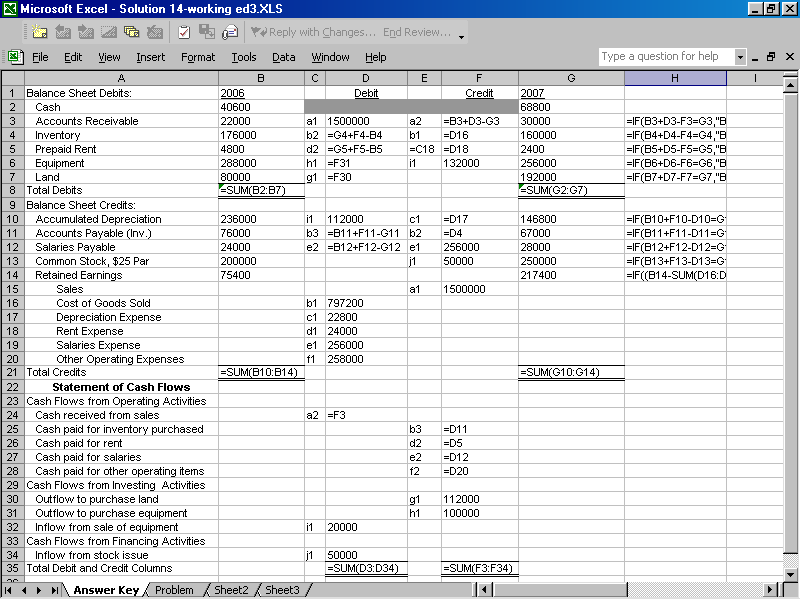 Microsoft Excel - Solution 14-working ed3.XLS
Reply with Changes... End Review...
File Edit View Insert Format Tools Data Window Help Type a question for help
A B C D E F G H I
1 Balance Sheet Debits: 2006 Debit Credit 2007
2 Cash 40600 68800
3 Accounts Receivable 22000 a1 1500000 a2 =B3+D3-G3 30000 =IF(B3+D3-F3=G3,"B
4 Inventory 176000 b2 =G4+F4-B4 b1 =D16 160000 =IF(B4+D4-F4=G4,"B
5 Prepaid Rent 4800 d2 =G5+F5-B5 =C18 =D18 2400 =IF(B5+D5-F5=G5,"B
6 Equipment 288000 h1 =F31 i1 132000 256000 =IF(B6+D6-F6=G6,"B
7 Land 80000 g1 =F30 192000 =IF(B7+D7-F7=G7,"B
8 Total Debits =SUM(B2:B7) =SUM(G2:G7)
9 Balance Sheet Credits:
10 Accumulated Depreciation 236000 i1 112000 c1 =D17 146800 =IF(B10+F10-D10=G
11 Accounts Payable (Inv.) 76000 b3 =B11+F11-G11 b2 =D4 67000 =IF(B11+F11-D11=G
12 Salaries Payable 24000 e2 =B12+F12-G12 e1 256000 28000 =IF(B12+F12-D12=G
13 Common Stock, $25 Par 200000 j1 50000 250000 =IF(B13+F13-D13=G
14 Retained Earnings 75400 217400 =IF((B14-SUM(D16:D
15 Sales a1 1500000
16 Cost of Goods Sold b1 797200
17 Depreciation Expense c1 22800
18 Rent Expense d1 24000
19 Salaries Expense e1 256000
20 Other Operating Expenses f1 258000
21 Total Credits =SUM(B10:B14) =SUM(G10:G14)
22 Statement of Cash Flows
23 Cash Flows from Operating Activities
24 Cash received from sales a2 =F3
25 Cash paid for inventory purchased b3 =D11
26 Cash paid for rent d2 =D5
27 Cash paid for salaries e2 =D12
28 Cash paid for other operating items f2 =D20
29 Cash Flows from Investing Activities
30 Outflow to purchase land g1 112000
31 Outflow to purchase equipment h1 100000
32 Inflow from sale of equipment i1 20000
33 Cash Flows from Financing Activities
34 Inflow from stock issue j1 50000
35 Total Debit and Credit Columns =SUM(D3:D34) =SUM(F3:F34)
Answer Key Problem Sheet2 Sheet3